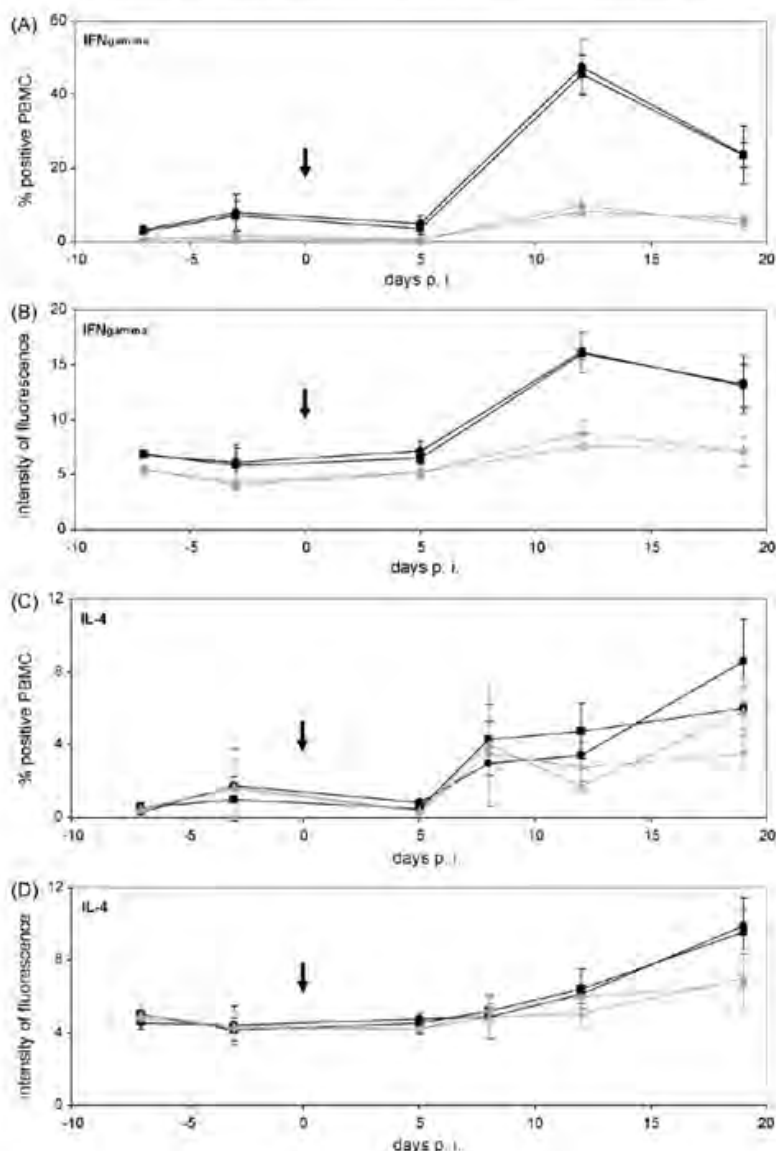 (A)
IFNgamma
% positive PBMC
60
40
20
0
-10 -5 0 5 10 15 20
days p. i.
(B)
IFNgamma
intensity of fluorescence
20
15
10
5
0
-10 -5 0 5 10 15 20
days p. i.
(C)
IL-4
% positive PBMC
12
8
4
0
-10 -5 0 5 10 15 20
days p. i.
(D)
IL-4
intensity of fluorescence
12
8
4
0
-10 -5 0 5 10 15 20
days p. i.